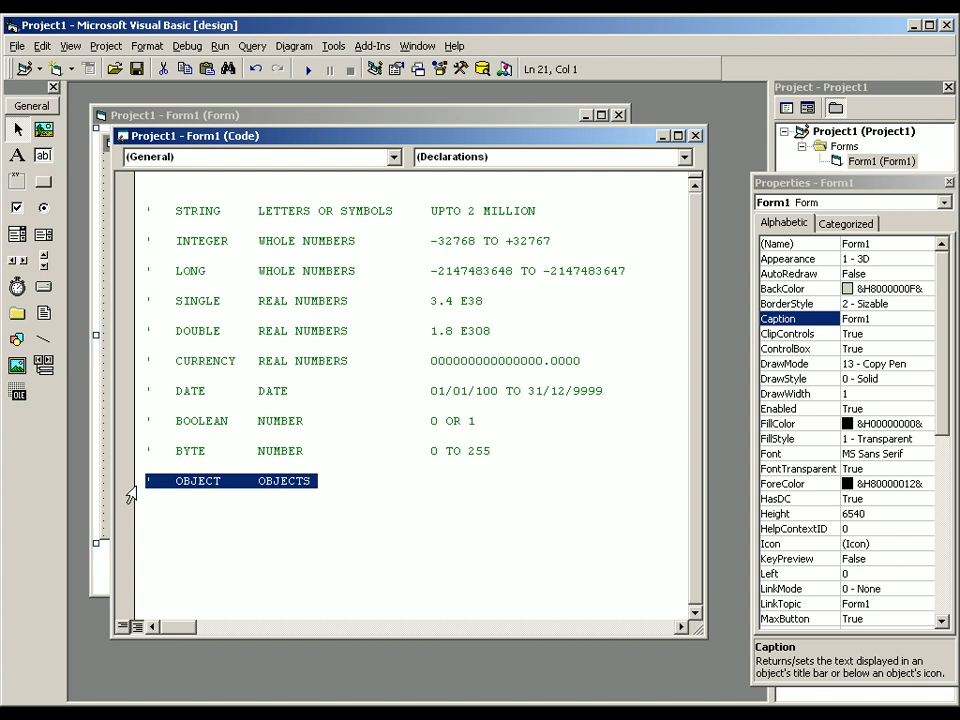 Project1 - Microsoft Visual Basic [design]
File Edit View Project Format Debug Run Query Diagram Tools Add-Ins Window Help
Ln 21, Col 1
General
Project1 - Form1 (Form)
Project1 - Form1 (Code)
(General) (Declarations)
' STRING LETTERS OR SYMBOLS UPTO 2 MILLION
' INTEGER WHOLE NUMBERS -32768 TO +32767
' LONG WHOLE NUMBERS -2147483648 TO -2147483647
' SINGLE REAL NUMBERS 3.4 E38
' DOUBLE REAL NUMBERS 1.8 E308
' CURRENCY REAL NUMBERS 000000000000000.0000
' DATE DATE 01/01/100 TO 31/12/9999
' BOOLEAN NUMBER 0 OR 1
' BYTE NUMBER 0 TO 255
' OBJECT OBJECTS
A
ab|
xv
OLE
Project - Project1
Project1 (Project1)
Forms
Form1 (Form1)
Properties - Form1
Form1 Form
Alphabetic Categorized
(Name) Form1
Appearance 1 - 3D
AutoRedraw False
BackColor &H8000000F&
BorderStyle 2 - Sizable
Caption Form1
ClipControls True
ControlBox True
DrawMode 13 - Copy Pen
DrawStyle 0 - Solid
DrawWidth 1
Enabled True
FillColor &H00000000&
FillStyle 1 - Transparent
Font MS Sans Serif
FontTransparent True
ForeColor &H80000012&
HasDC True
Height 6540
HelpContextID 0
Icon (Icon)
KeyPreview False
Left 0
LinkMode 0 - None
LinkTopic Form1
MaxButton True
Caption
Returns/sets the text displayed in an
object's title bar or below an object's icon.